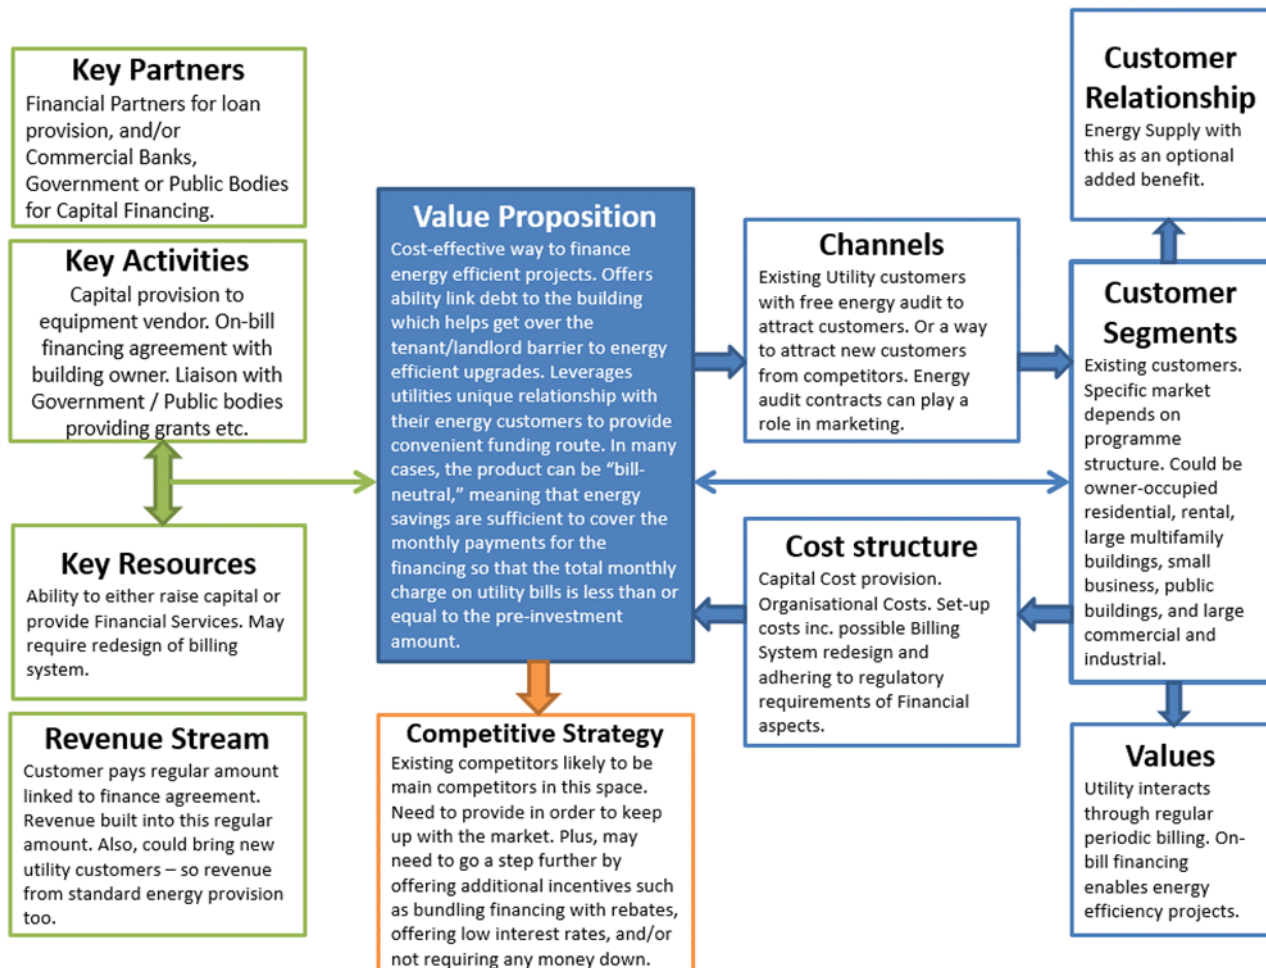 Key Partners
Financial Partners for loan
provision, and/or
Commercial Banks,
Government or Public Bodies
for Capital Financing.
Key Activities
Capital provision to
equipment vendor. On-bill
financing agreement with
building owner. Liaison with
Government / Public bodies
providing grants etc.
Key Resources
Ability to either raise capital or
provide Financial Services. May
require redesign of billing
system.
Revenue Stream
Customer pays regular amount
linked to finance agreement.
Revenue built into this regular
amount. Also, could bring new
utility customers – so revenue
from standard energy provision
too.
Value Proposition
Cost-effective way to finance
energy efficient projects. Offers
ability link debt to the building
which helps get over the
tenant/landlord barrier to energy
efficient upgrades. Leverages
utilities unique relationship with
their energy customers to provide
convenient funding route. In many
cases, the product can be “bill-
neutral,” meaning that energy
savings are sufficient to cover the
monthly payments for the
financing so that the total monthly
charge on utility bills is less than or
equal to the pre-investment
amount.
Competitive Strategy
Existing competitors likely to be
main competitors in this space.
Need to provide in order to keep
up with the market. Plus, may
need to go a step further by
offering additional incentives such
as bundling financing with rebates,
offering low interest rates, and/or
not requiring any money down.
Channels
Existing Utility customers
with free energy audit to
attract customers. Or a way
to attract new customers
from competitors. Energy
audit contracts can play a
role in marketing.
Cost structure
Capital Cost provision.
Organisational Costs. Set-up
costs inc. possible Billing
System redesign and
adhering to regulatory
requirements of Financial
aspects.
Customer
Relationship
Energy Supply with
this as an optional
added benefit.
Customer
Segments
Existing customers.
Specific market
depends on
programme
structure. Could be
owner-occupied
residential, rental,
large multifamily
buildings, small
business, public
buildings, and large
commercial and
industrial.
Values
Utility interacts
through regular
periodic billing. On-
bill financing
enables energy
efficiency projects.